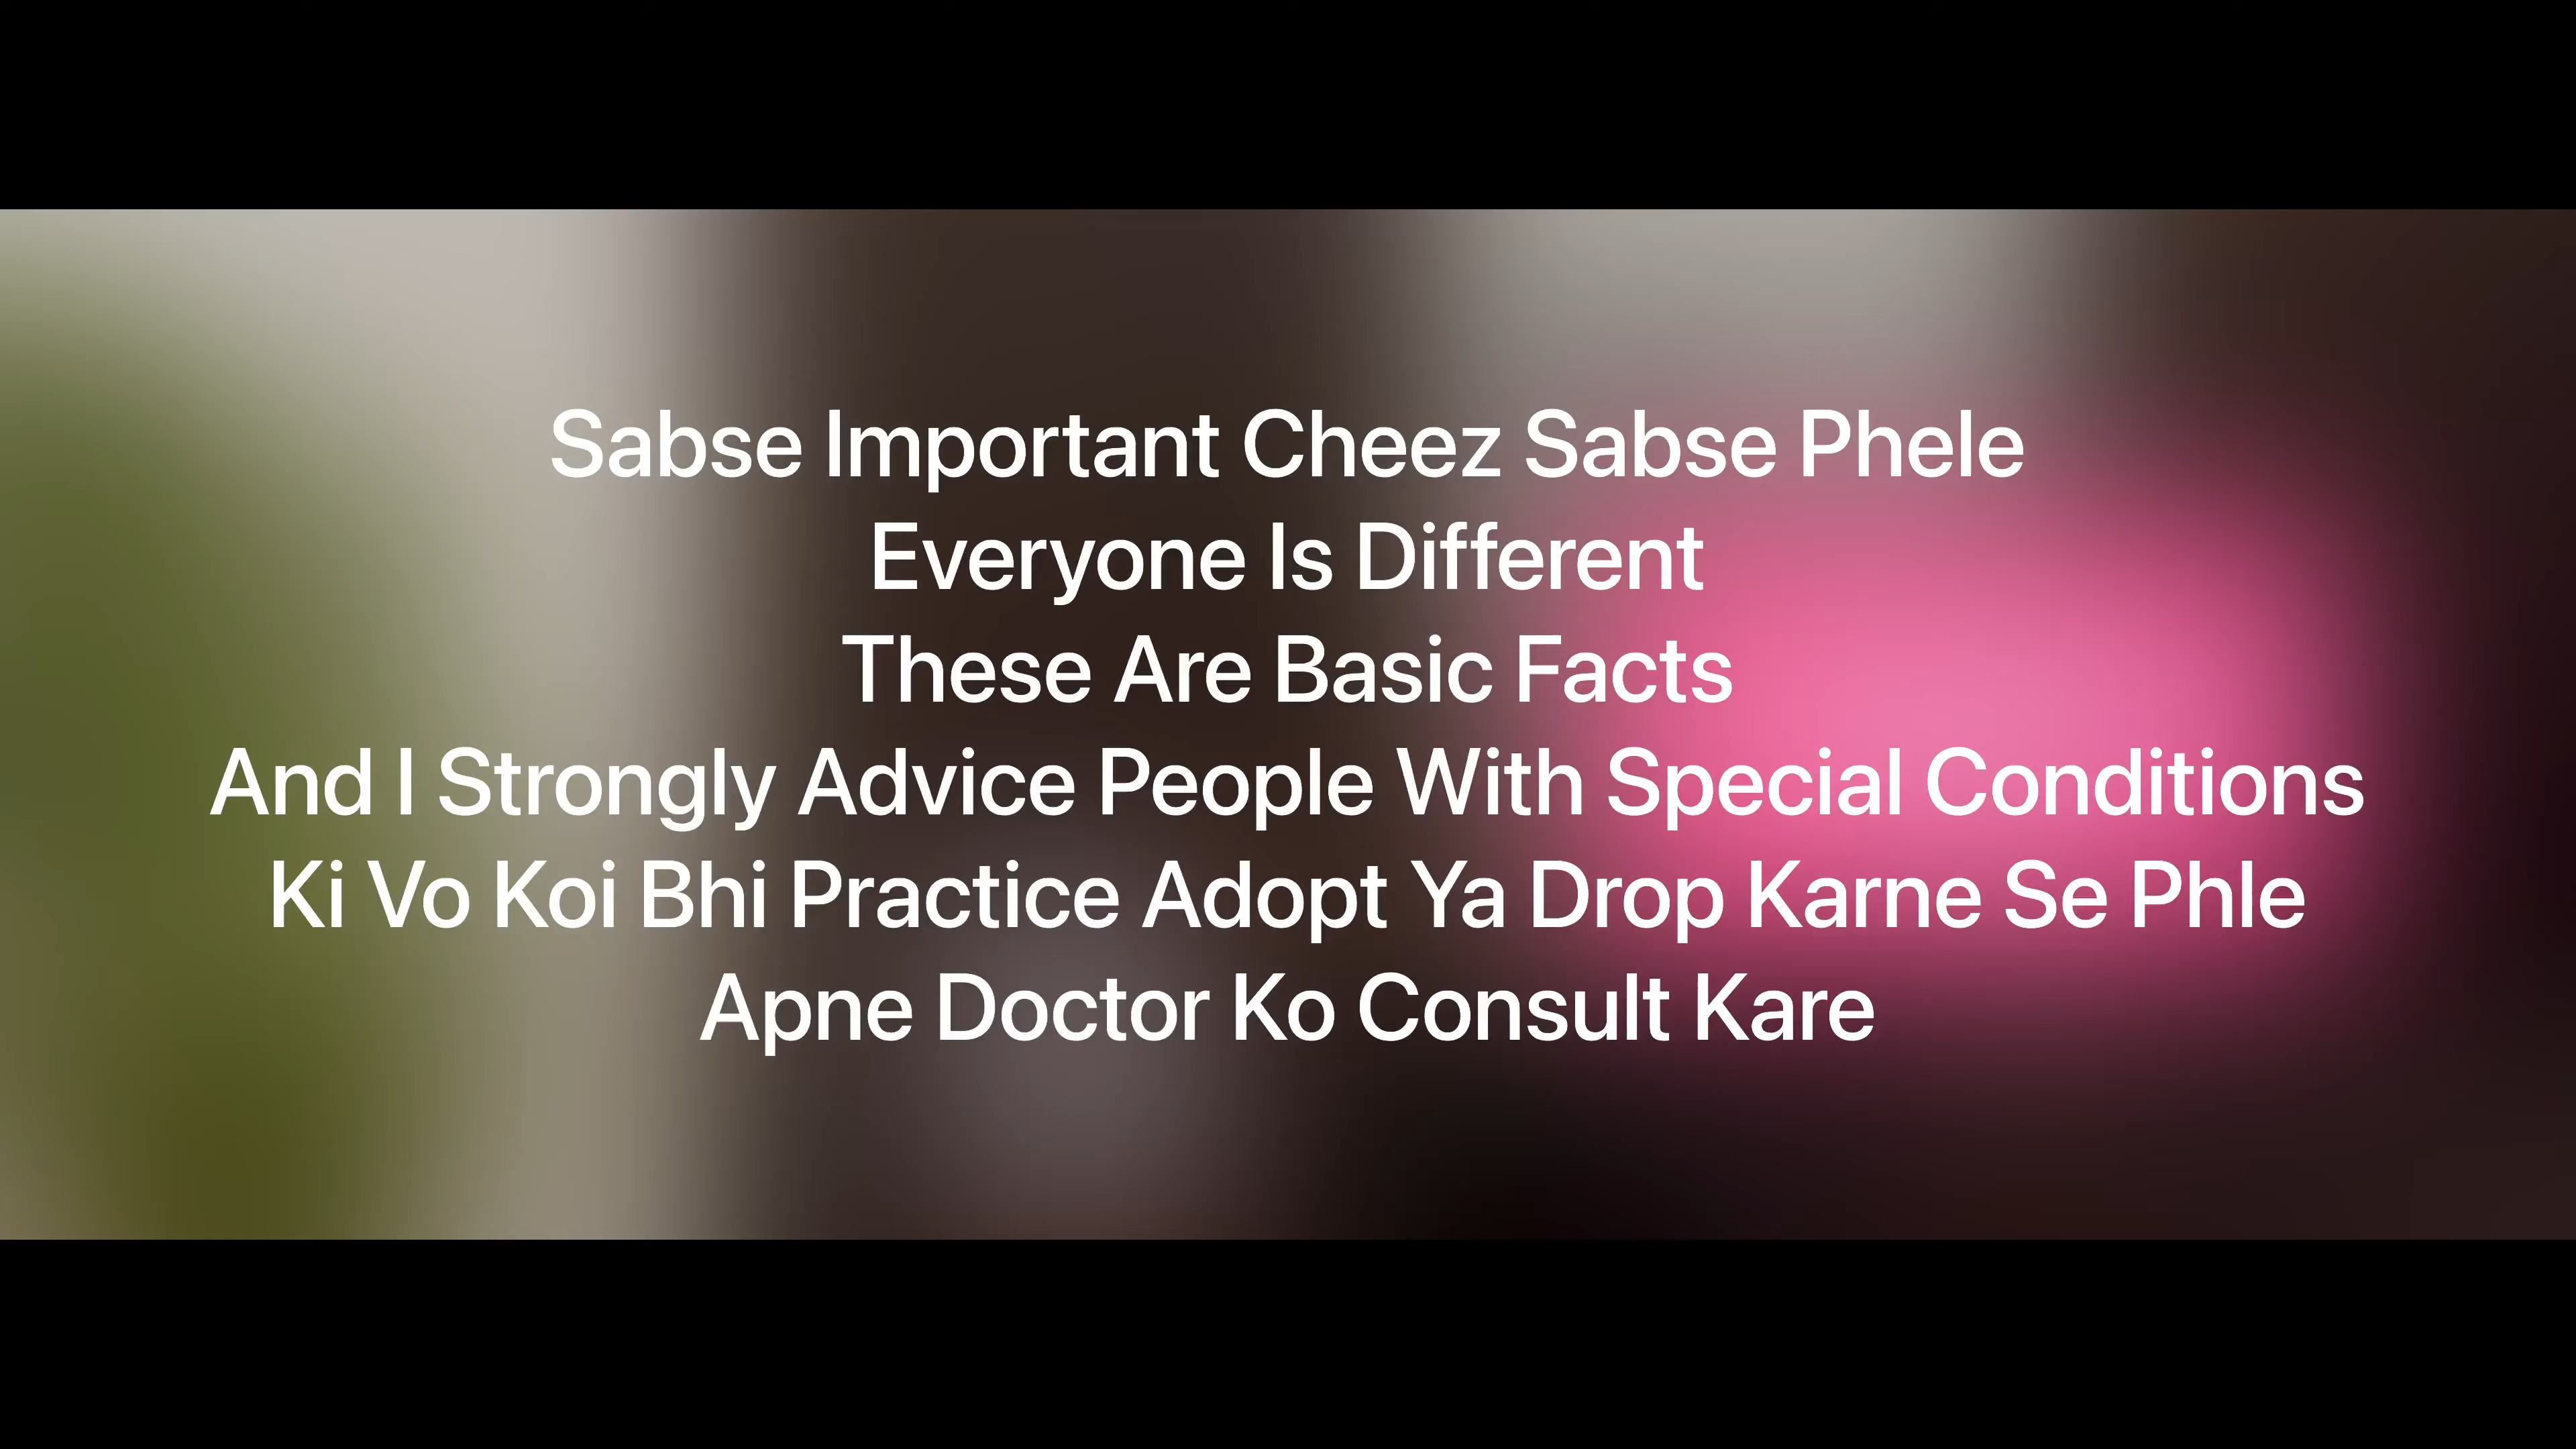 Sabse Important Cheez Sabse Phele
Everyone Is Different
These Are Basic Facts
And I Strongly Advice People With Special Conditions
Ki Vo Koi Bhi Practice Adopt Ya Drop Karne Se Phle
Apne Doctor Ko Consult Kare